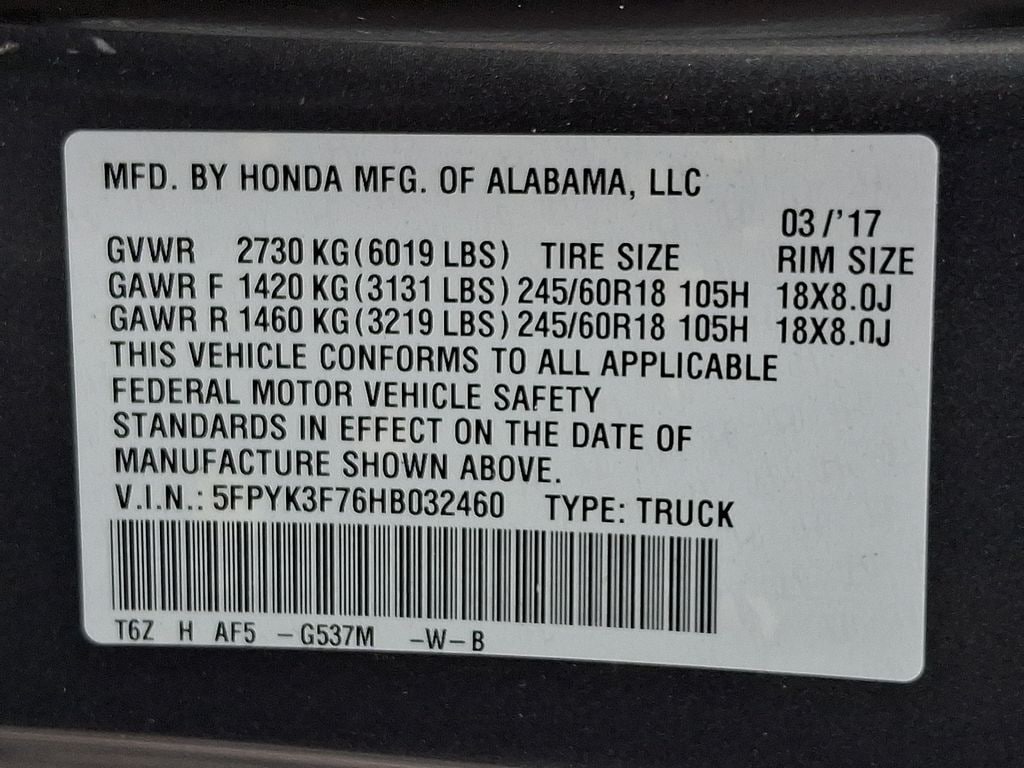 MFD. BY HONDA MFG. OF ALABAMA, LLC
03/'17
GVWR 2730 KG(6019 LBS) TIRE SIZE RIM SIZE
GAWR F 1420 KG(3131 LBS) 245/60R18 105H 18X8.0J
GAWR R 1460 KG(3219 LBS) 245/60R18 105H 18X8.0J
THIS VEHICLE CONFORMS TO ALL APPLICABLE
FEDERAL MOTOR VEHICLE SAFETY
STANDARDS IN EFFECT ON THE DATE OF
MANUFACTURE SHOWN ABOVE.
V.I.N.: 5FPYK3F76HB032460 TYPE: TRUCK
T6Z H AF5 -G537M -W-B